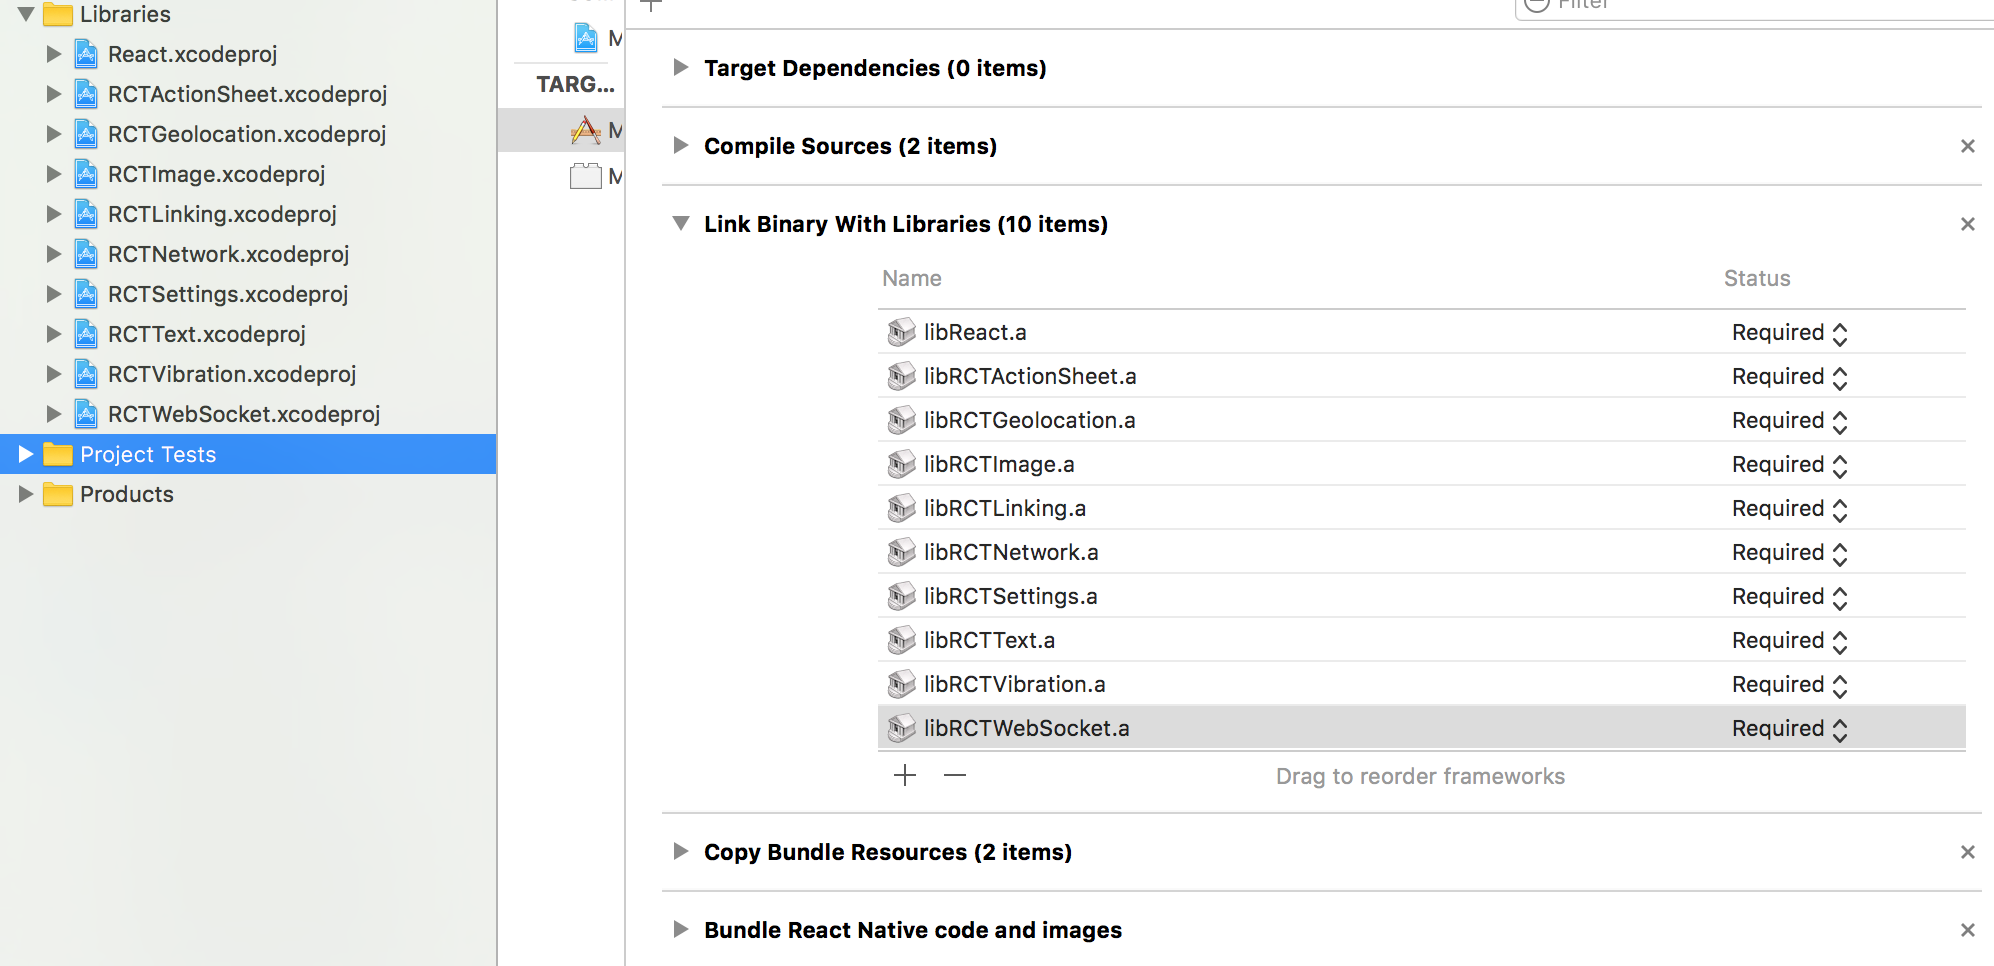 Libraries
React.xcodeproj
RCTActionSheet.xcodeproj
RCTGeolocation.xcodeproj
RCTImage.xcodeproj
RCTLinking.xcodeproj
RCTNetwork.xcodeproj
RCTSettings.xcodeproj
RCTText.xcodeproj
RCTVibration.xcodeproj
RCTWebSocket.xcodeproj
Project Tests
Products
M
TARG...
M
M
Filter
Target Dependencies (0 items)
Compile Sources (2 items)
Link Binary With Libraries (10 items)
Name Status
libReact.a Required
libRCTActionSheet.a Required
libRCTGeolocation.a Required
libRCTImage.a Required
libRCTLinking.a Required
libRCTNetwork.a Required
libRCTSettings.a Required
libRCTText.a Required
libRCTVibration.a Required
libRCTWebSocket.a Required
Drag to reorder frameworks
Copy Bundle Resources (2 items)
Bundle React Native code and images